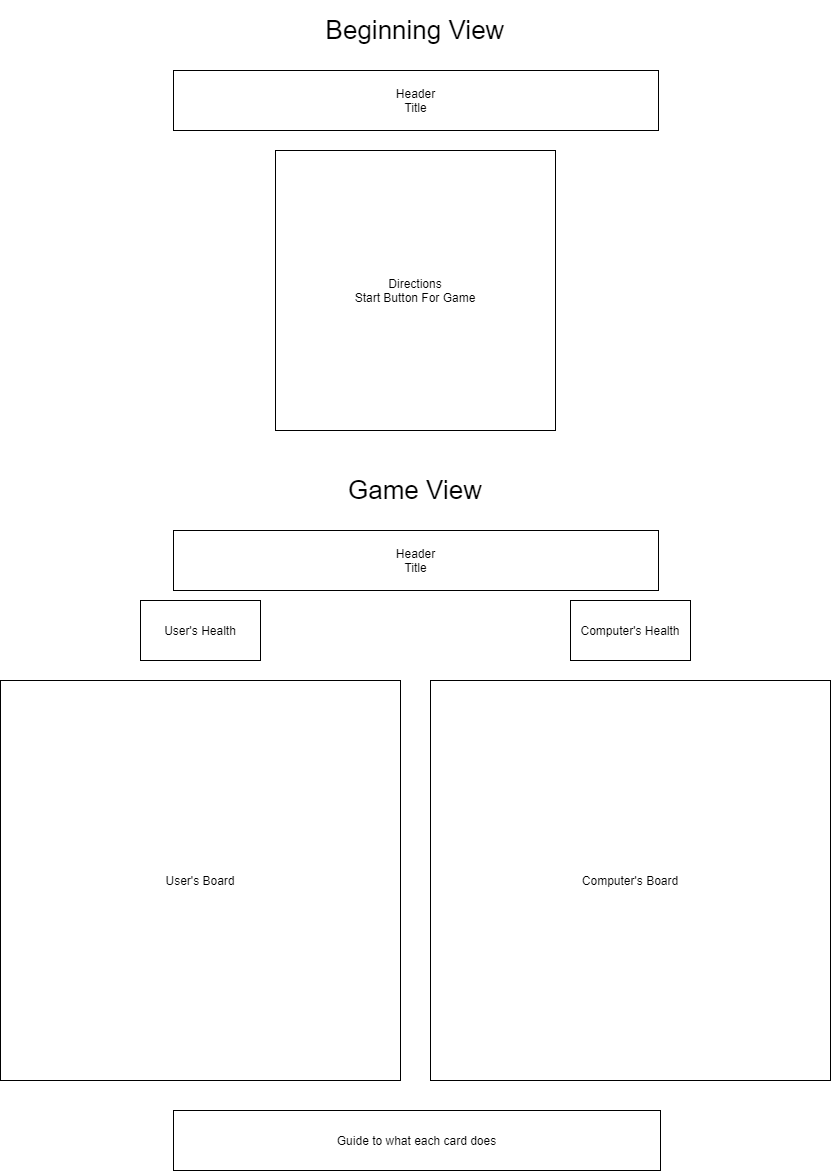 Beginning View
Header
Title
Directions
Start Button For Game
Game View
Header
Title
User's Health
Computer's Health
User's Board
Computer's Board
Guide to what each card does